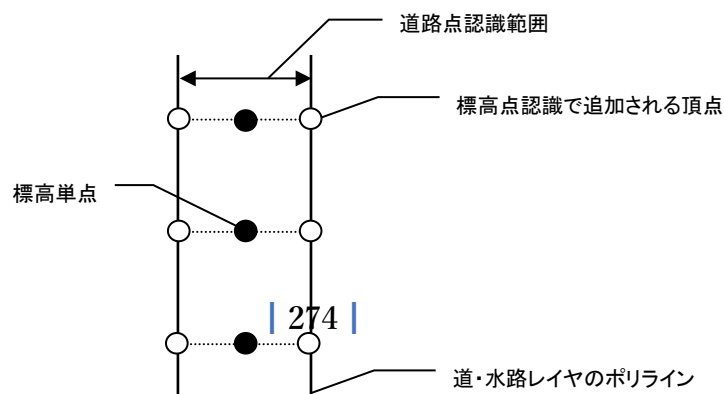 道路点認識範囲
標高点認識で追加される頂点
標高単点
| 274 |
道・水路レイヤのポリライン